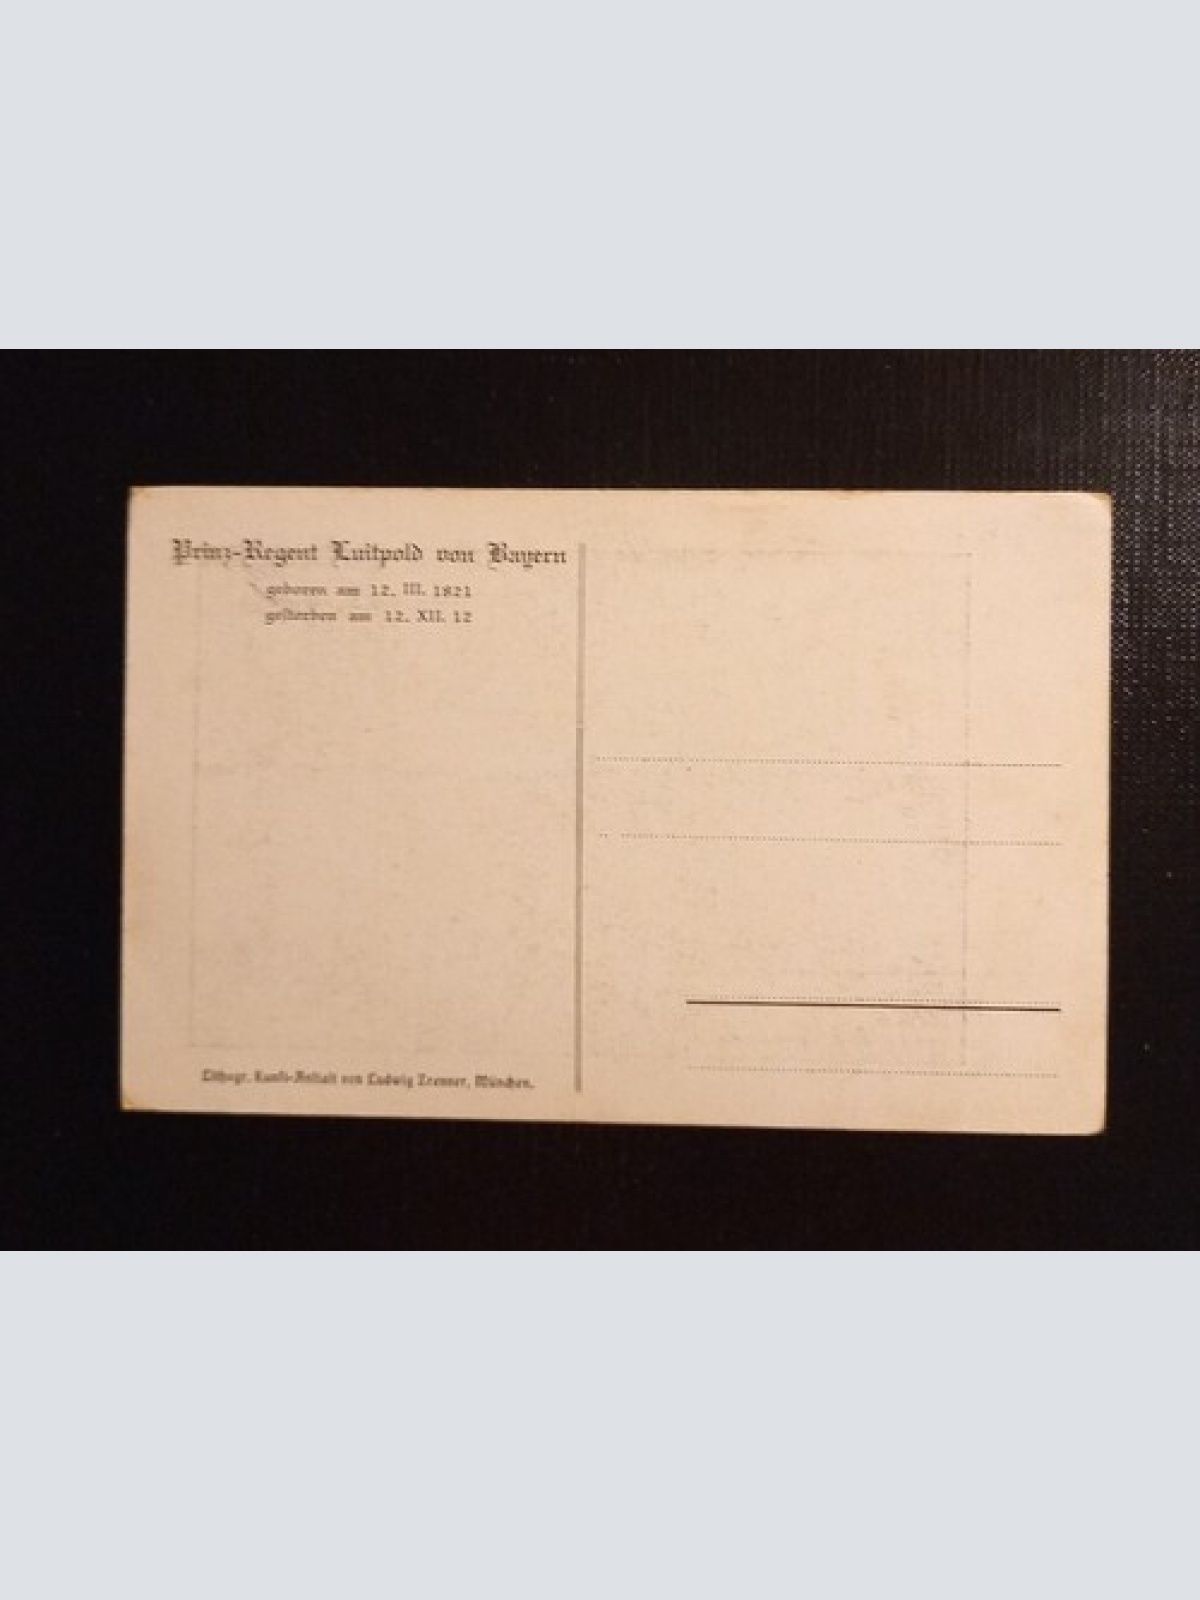 Prinz-Regent Luitpold von Bayern
geboren am 12. III. 1821
gestorben am 12. XII. 12
Lithogr. Kunst-Anstalt von Ludwig Zrenner, München.